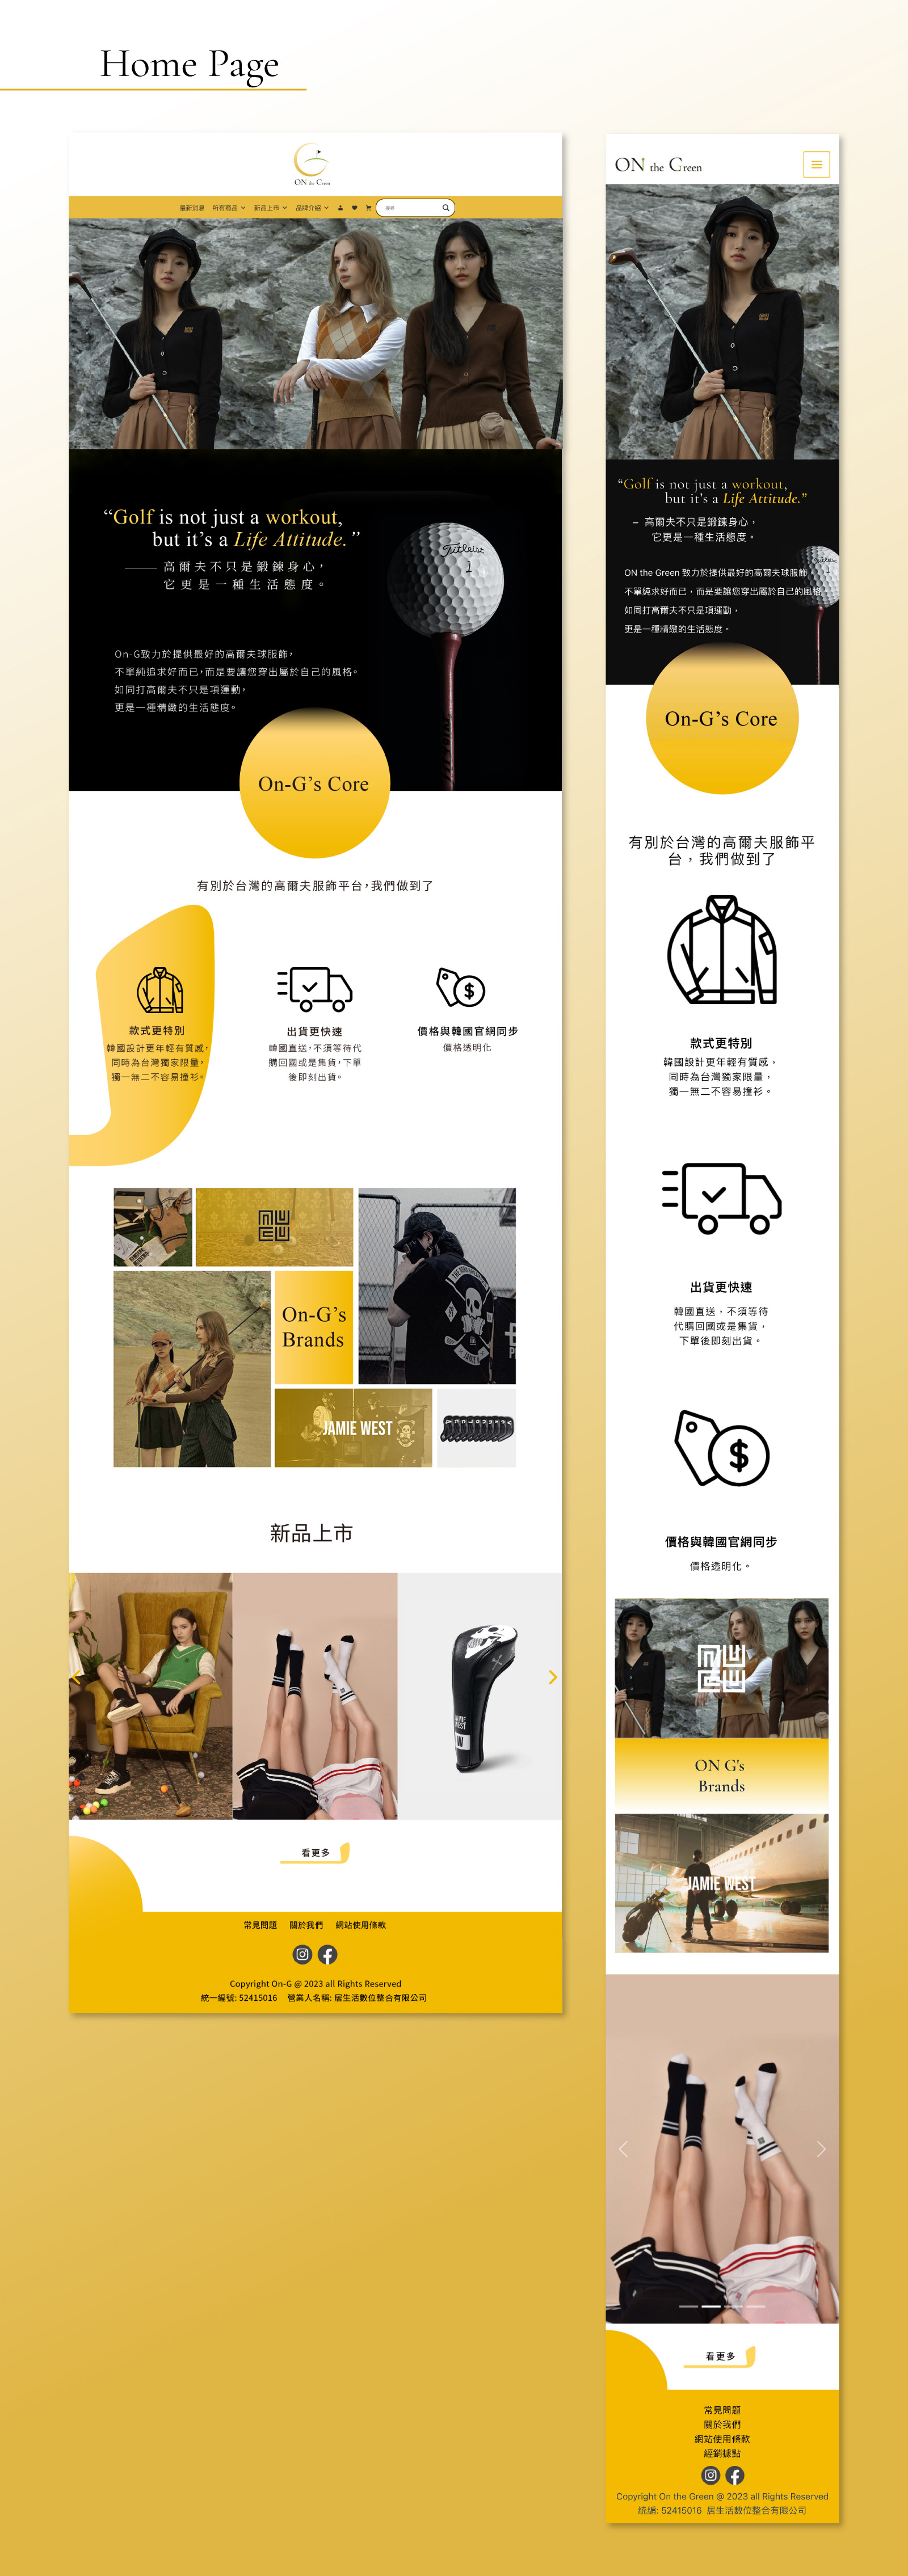 Home Page
ON the Green
最新消息 所有商品 新品上市 品牌介紹 搜尋
“Golf is not just a workout,
but it’s a Life Attitude.”
—— 高爾夫不只是鍛鍊身心，
它更是一種生活態度。
Titleist
1
On-G致力於提供最好的高爾夫球服飾，
不單純追求好而已，而是要讓您穿出屬於自己的風格。
如同打高爾夫不只是項運動，
更是一種精緻的生活態度。
On-G’s Core
有別於台灣的高爾夫服飾平台，我們做到了
款式更特別
韓國設計更年輕有質感，
同時為台灣獨家限量，
獨一無二不容易撞衫。
出貨更快速
韓國直送，不須等待代
購回國或是集貨，下單
後即刻出貨。
價格與韓國官網同步
價格透明化
On-G’s
Brands
JAMIE WEST
新品上市
JAMIE
WEST
W
看更多
常見問題 關於我們 網站使用條款
Copyright On-G @ 2023 all Rights Reserved
統一編號: 52415016 營業人名稱: 居生活數位整合有限公司
ON the Green
“Golf is not just a workout,
but it’s a Life Attitude.”
– 高爾夫不只是鍛鍊身心，
它更是一種生活態度。
Titleist
1
ON the Green 致力於提供最好的高爾夫球服飾
不單純求好而已，而是要讓您穿出屬於自己的風格
如同打高爾夫不只是項運動，
更是一種精緻的生活態度。
On-G’s Core
有別於台灣的高爾夫服飾平
台，我們做到了
款式更特別
韓國設計更年輕有質感，
同時為台灣獨家限量，
獨一無二不容易撞衫。
出貨更快速
韓國直送，不須等待
代購回國或是集貨，
下單後即刻出貨。
價格與韓國官網同步
價格透明化。
ON G's
Brands
JAMIE WEST
看更多
常見問題
關於我們
網站使用條款
經銷據點
Copyright On the Green @ 2023 all Rights Reserved
統編: 52415016 居生活數位整合有限公司